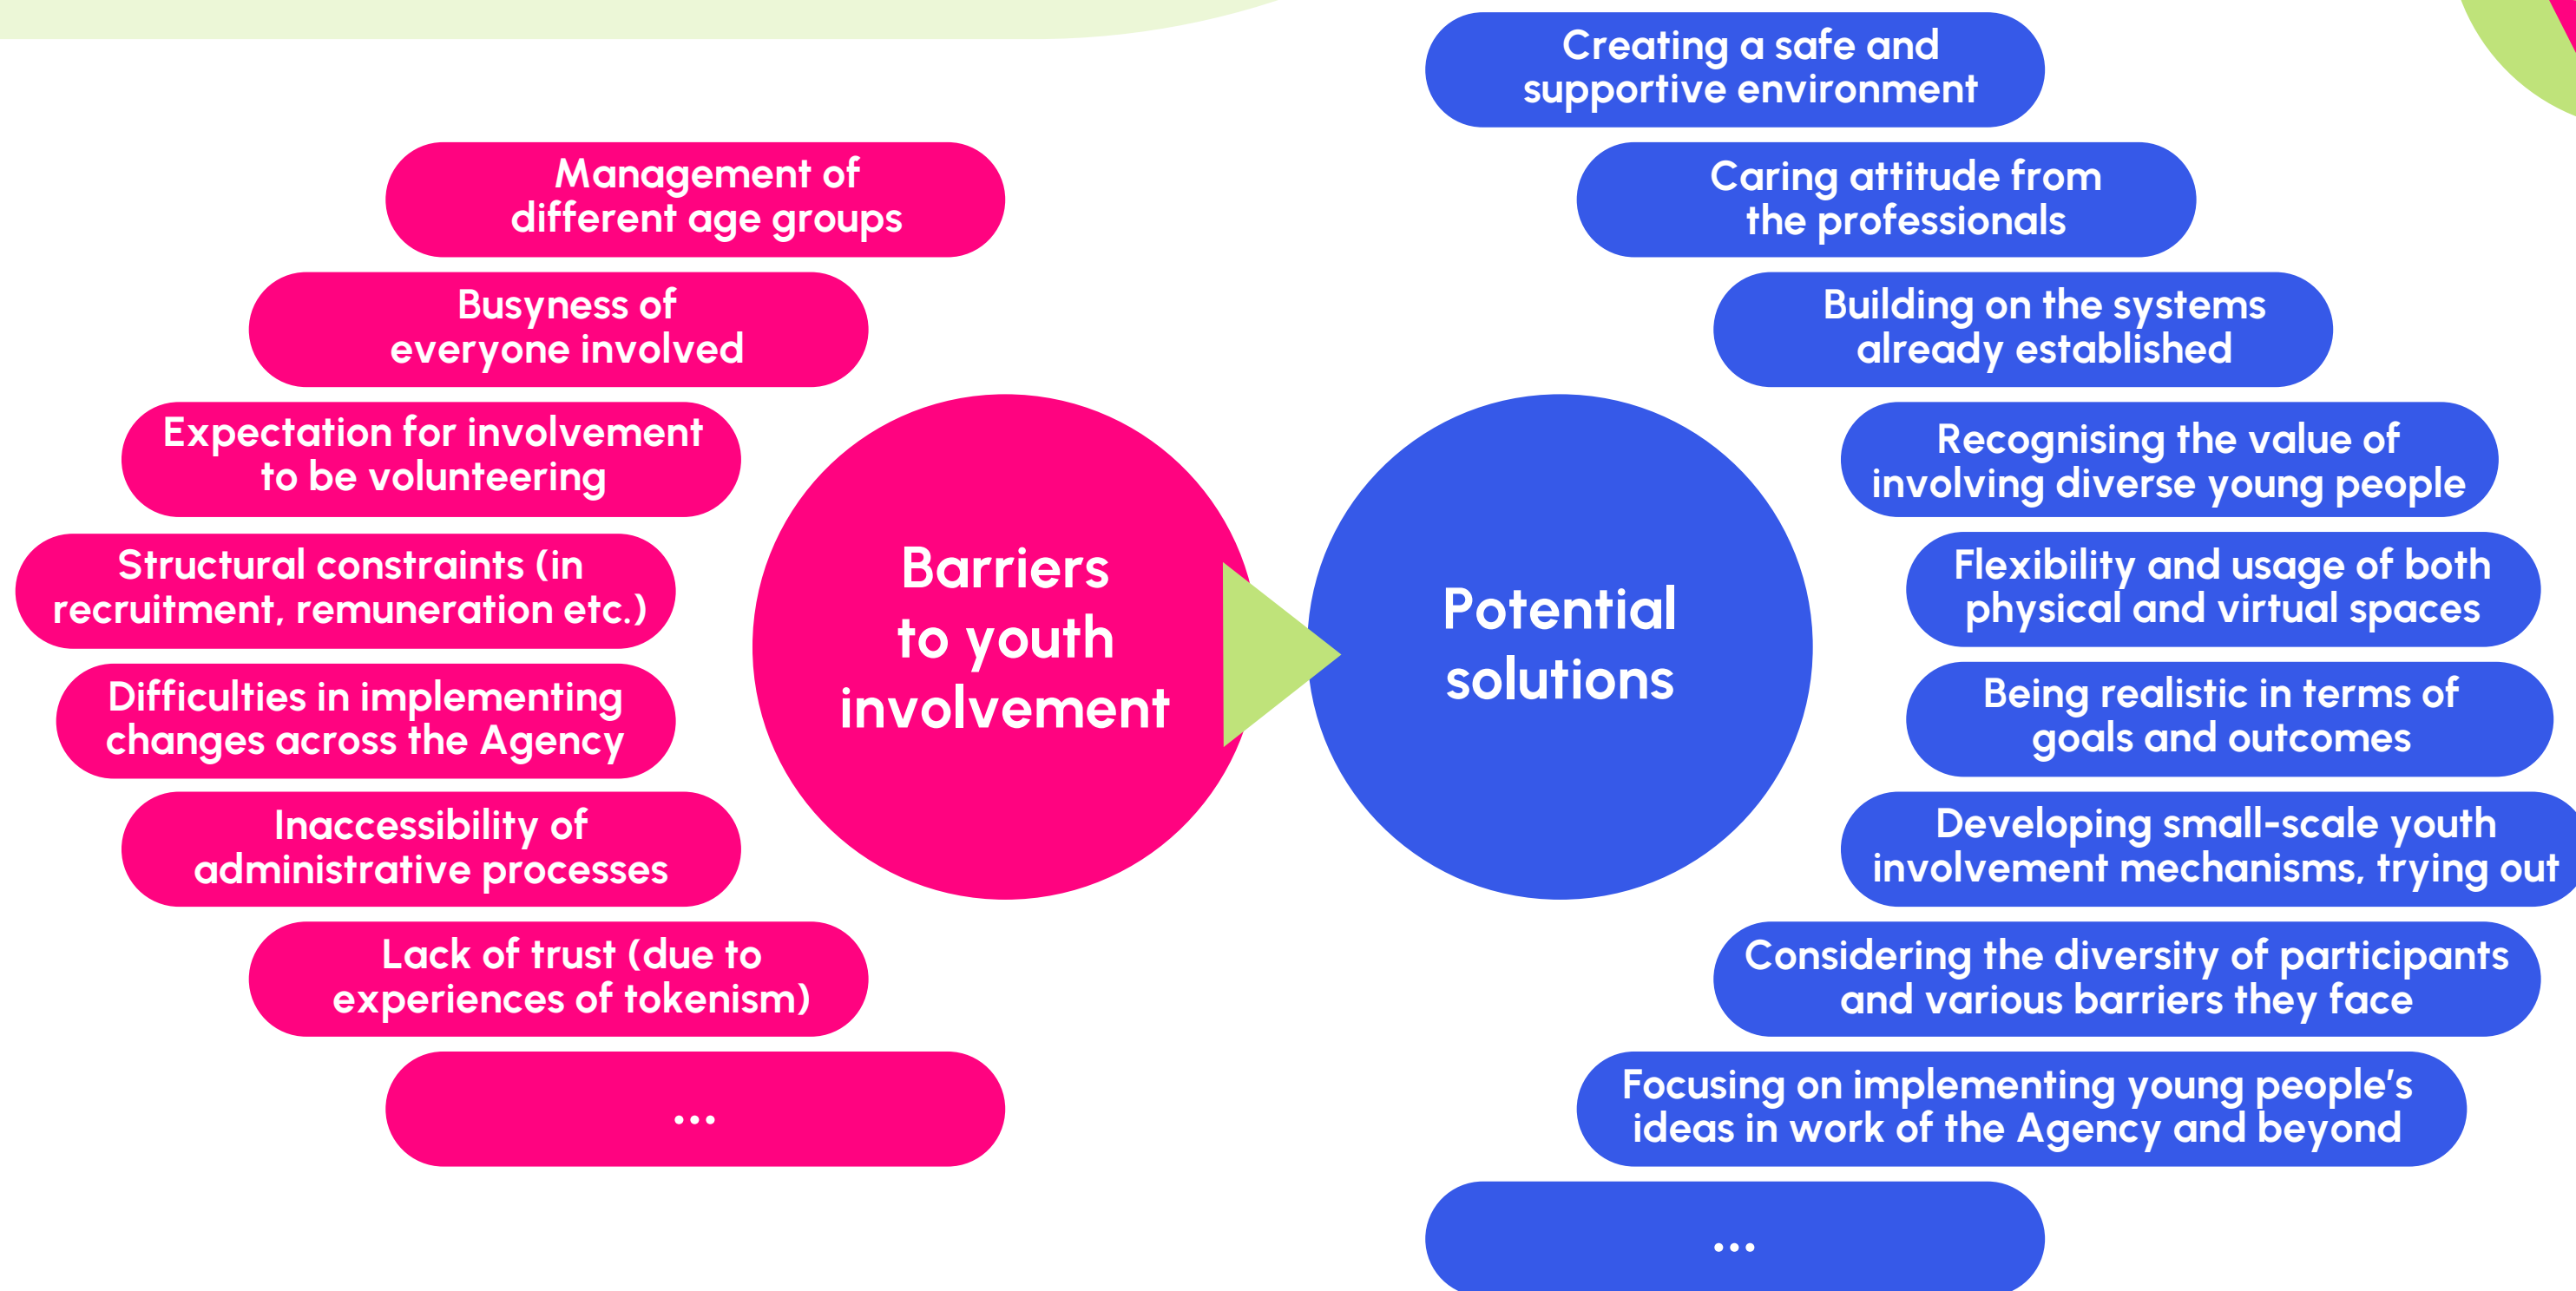 Management of
different age groups
Busyness of
everyone involved
Expectation for involvement
to be volunteering
Structural constraints (in
recruitment, remuneration etc.)
Difficulties in implementing
changes across the Agency
Inaccessibility of
administrative processes
Lack of trust (due to
experiences of tokenism)
...
Barriers
to youth
involvement
Potential
solutions
Creating a safe and
supportive environment
Caring attitude from
the professionals
Building on the systems
already established
Recognising the value of
involving diverse young people
Flexibility and usage of both
physical and virtual spaces
Being realistic in terms of
goals and outcomes
Developing small-scale youth
involvement mechanisms, trying out
Considering the diversity of participants
and various barriers they face
Focusing on implementing young people's
ideas in work of the Agency and beyond
...